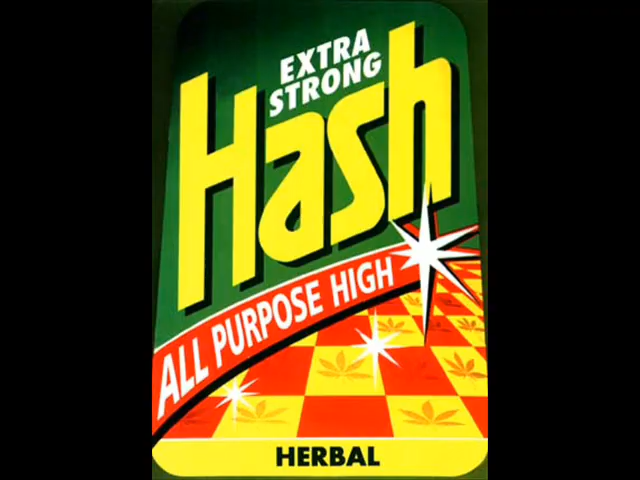 EXTRA
STRONG
Hash
ALL PURPOSE HIGH
HERBAL